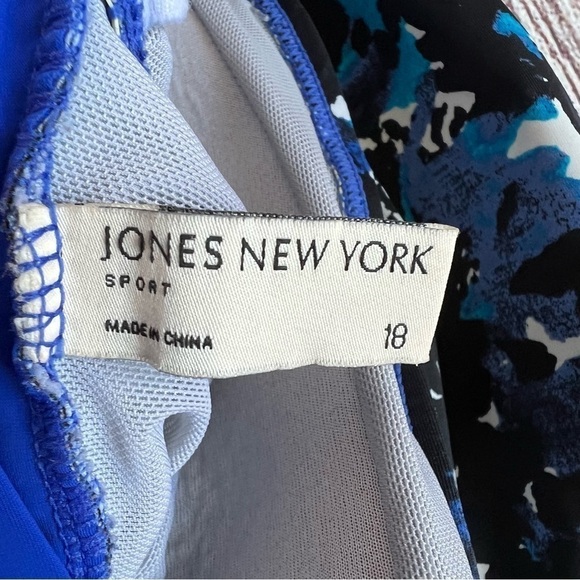 JONES NEW YORK
SPORT
MADE IN CHINA
18